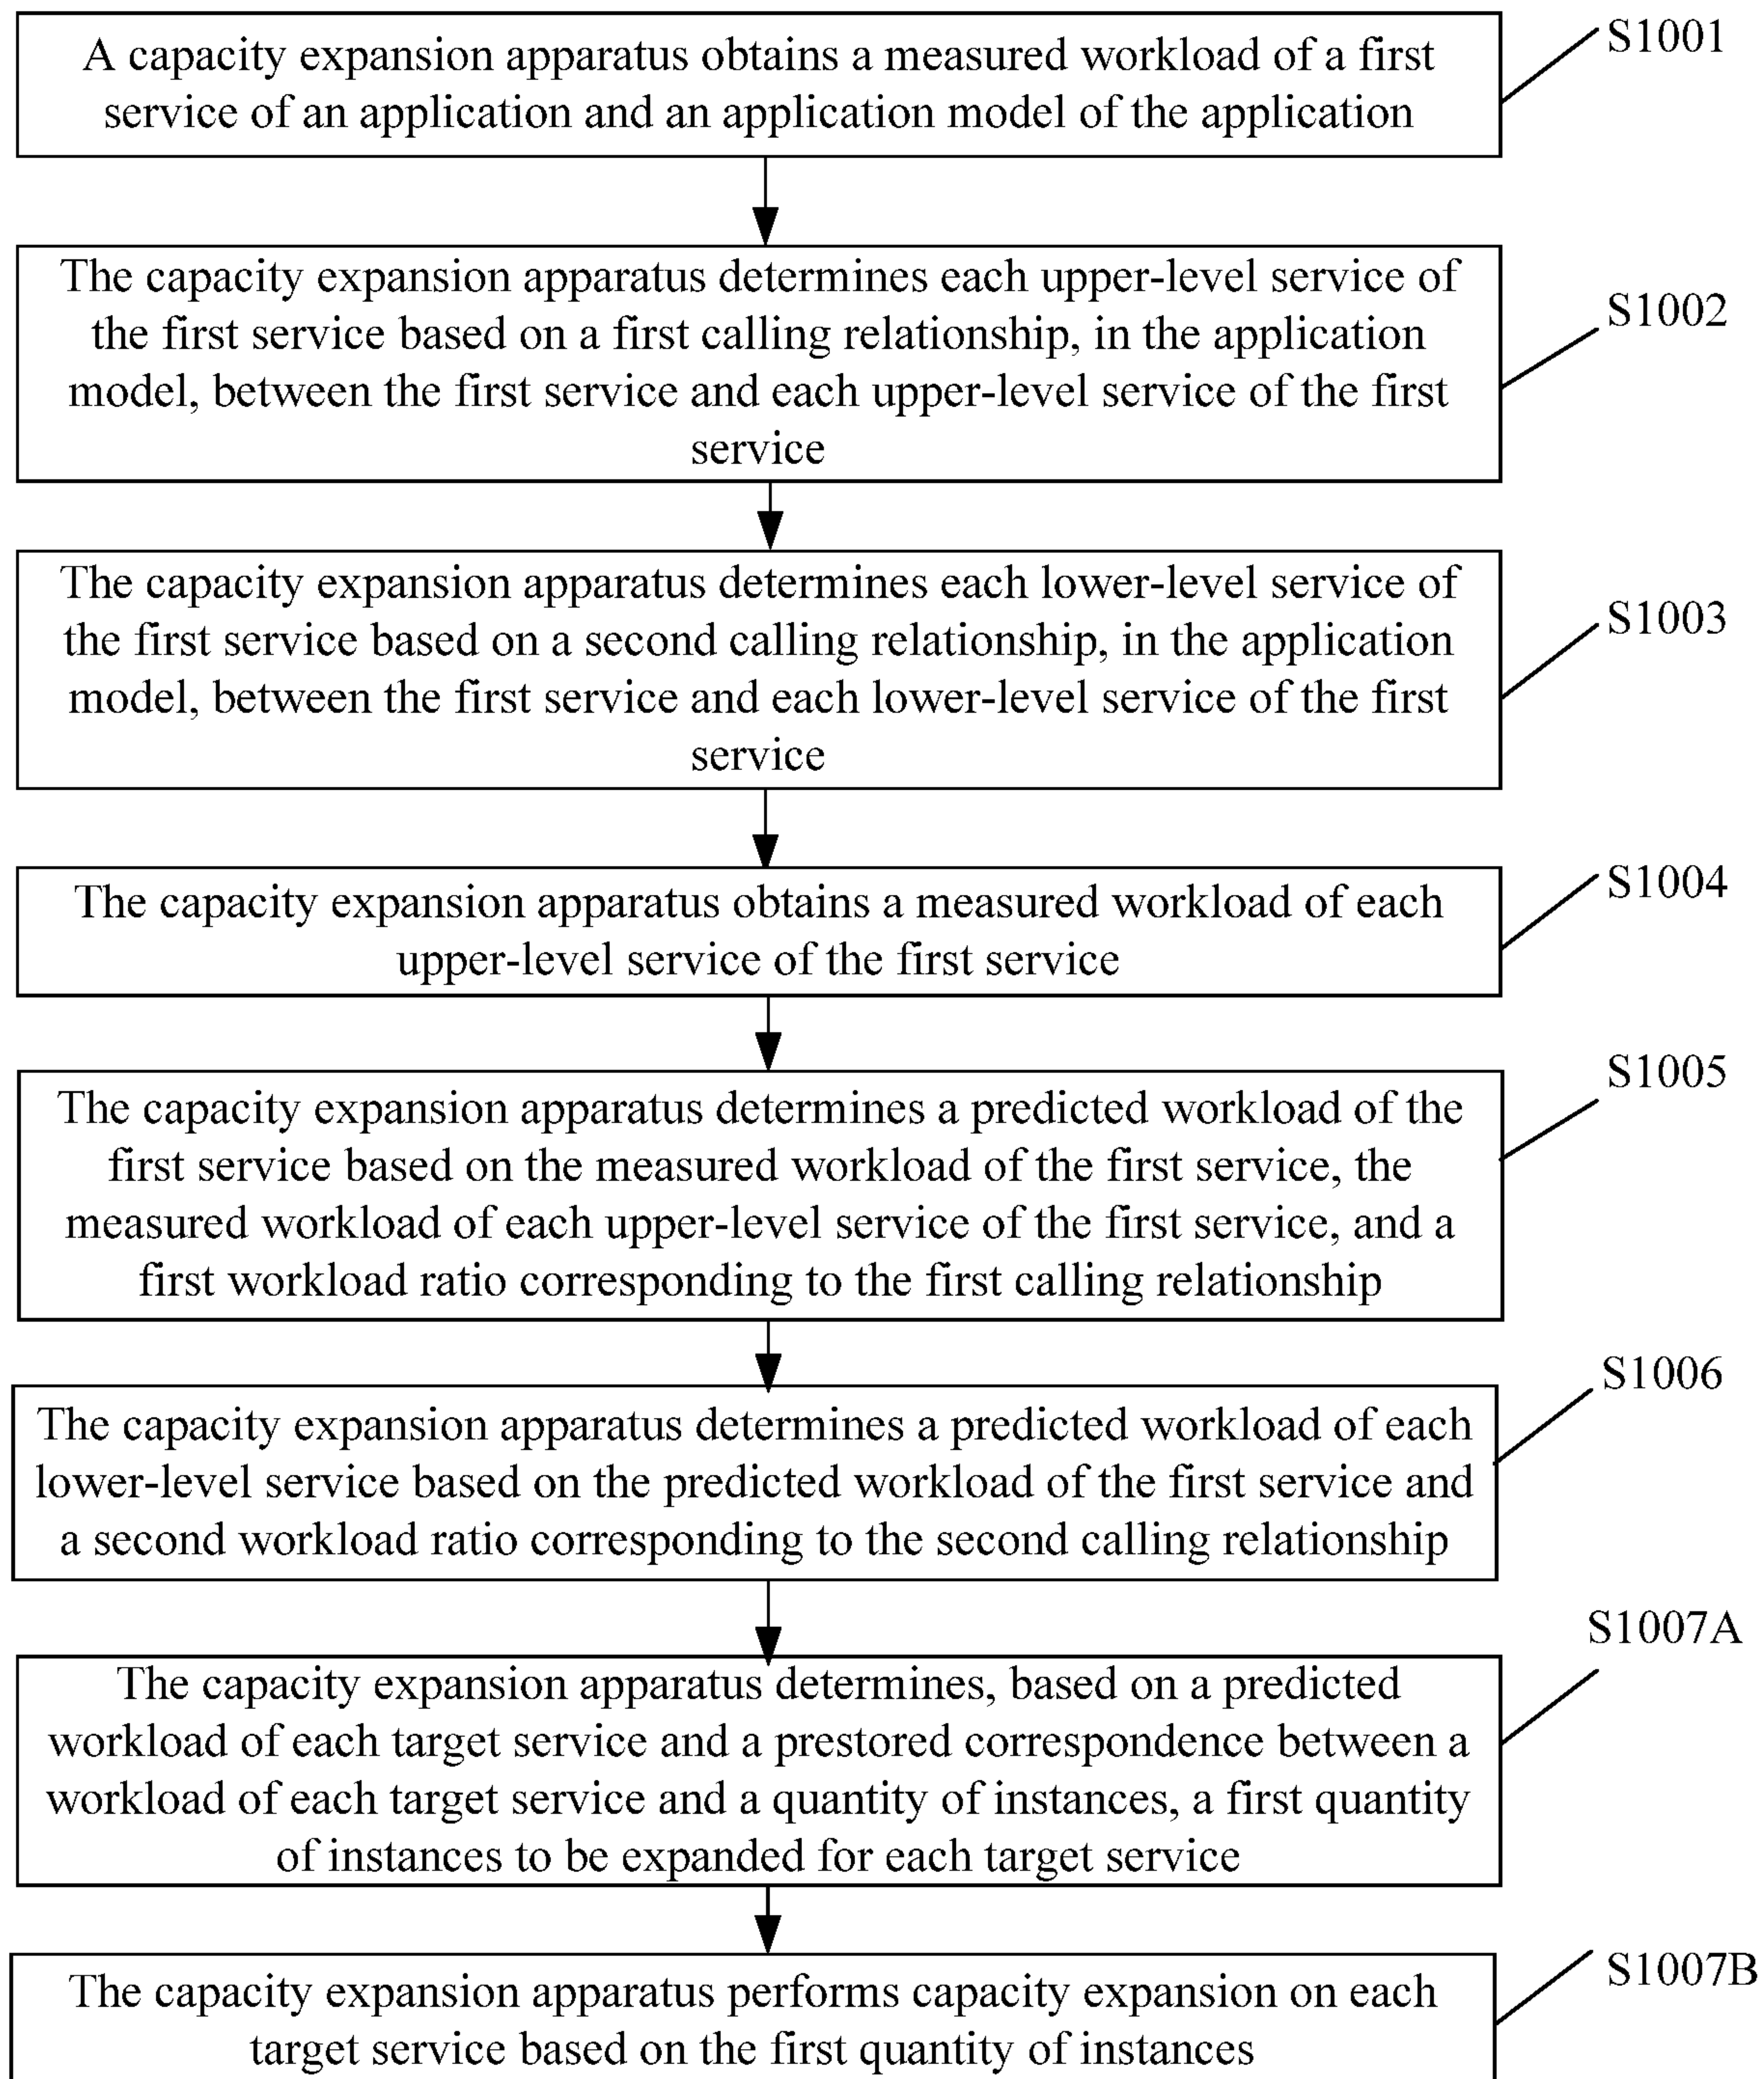 A capacity expansion apparatus obtains a measured workload of a first
service of an application and an application model of the application
S1001
The capacity expansion apparatus determines each upper-level service of
the first service based on a first calling relationship, in the application
model, between the first service and each upper-level service of the first
service
S1002
The capacity expansion apparatus determines each lower-level service of
the first service based on a second calling relationship, in the application
model, between the first service and each lower-level service of the first
service
S1003
The capacity expansion apparatus obtains a measured workload of each
upper-level service of the first service
S1004
The capacity expansion apparatus determines a predicted workload of the
first service based on the measured workload of the first service, the
measured workload of each upper-level service of the first service, and a
first workload ratio corresponding to the first calling relationship
S1005
The capacity expansion apparatus determines a predicted workload of each
lower-level service based on the predicted workload of the first service and
a second workload ratio corresponding to the second calling relationship
S1006
The capacity expansion apparatus determines, based on a predicted
workload of each target service and a prestored correspondence between a
workload of each target service and a quantity of instances, a first quantity
of instances to be expanded for each target service
S1007A
The capacity expansion apparatus performs capacity expansion on each
target service based on the first quantity of instances
S1007B